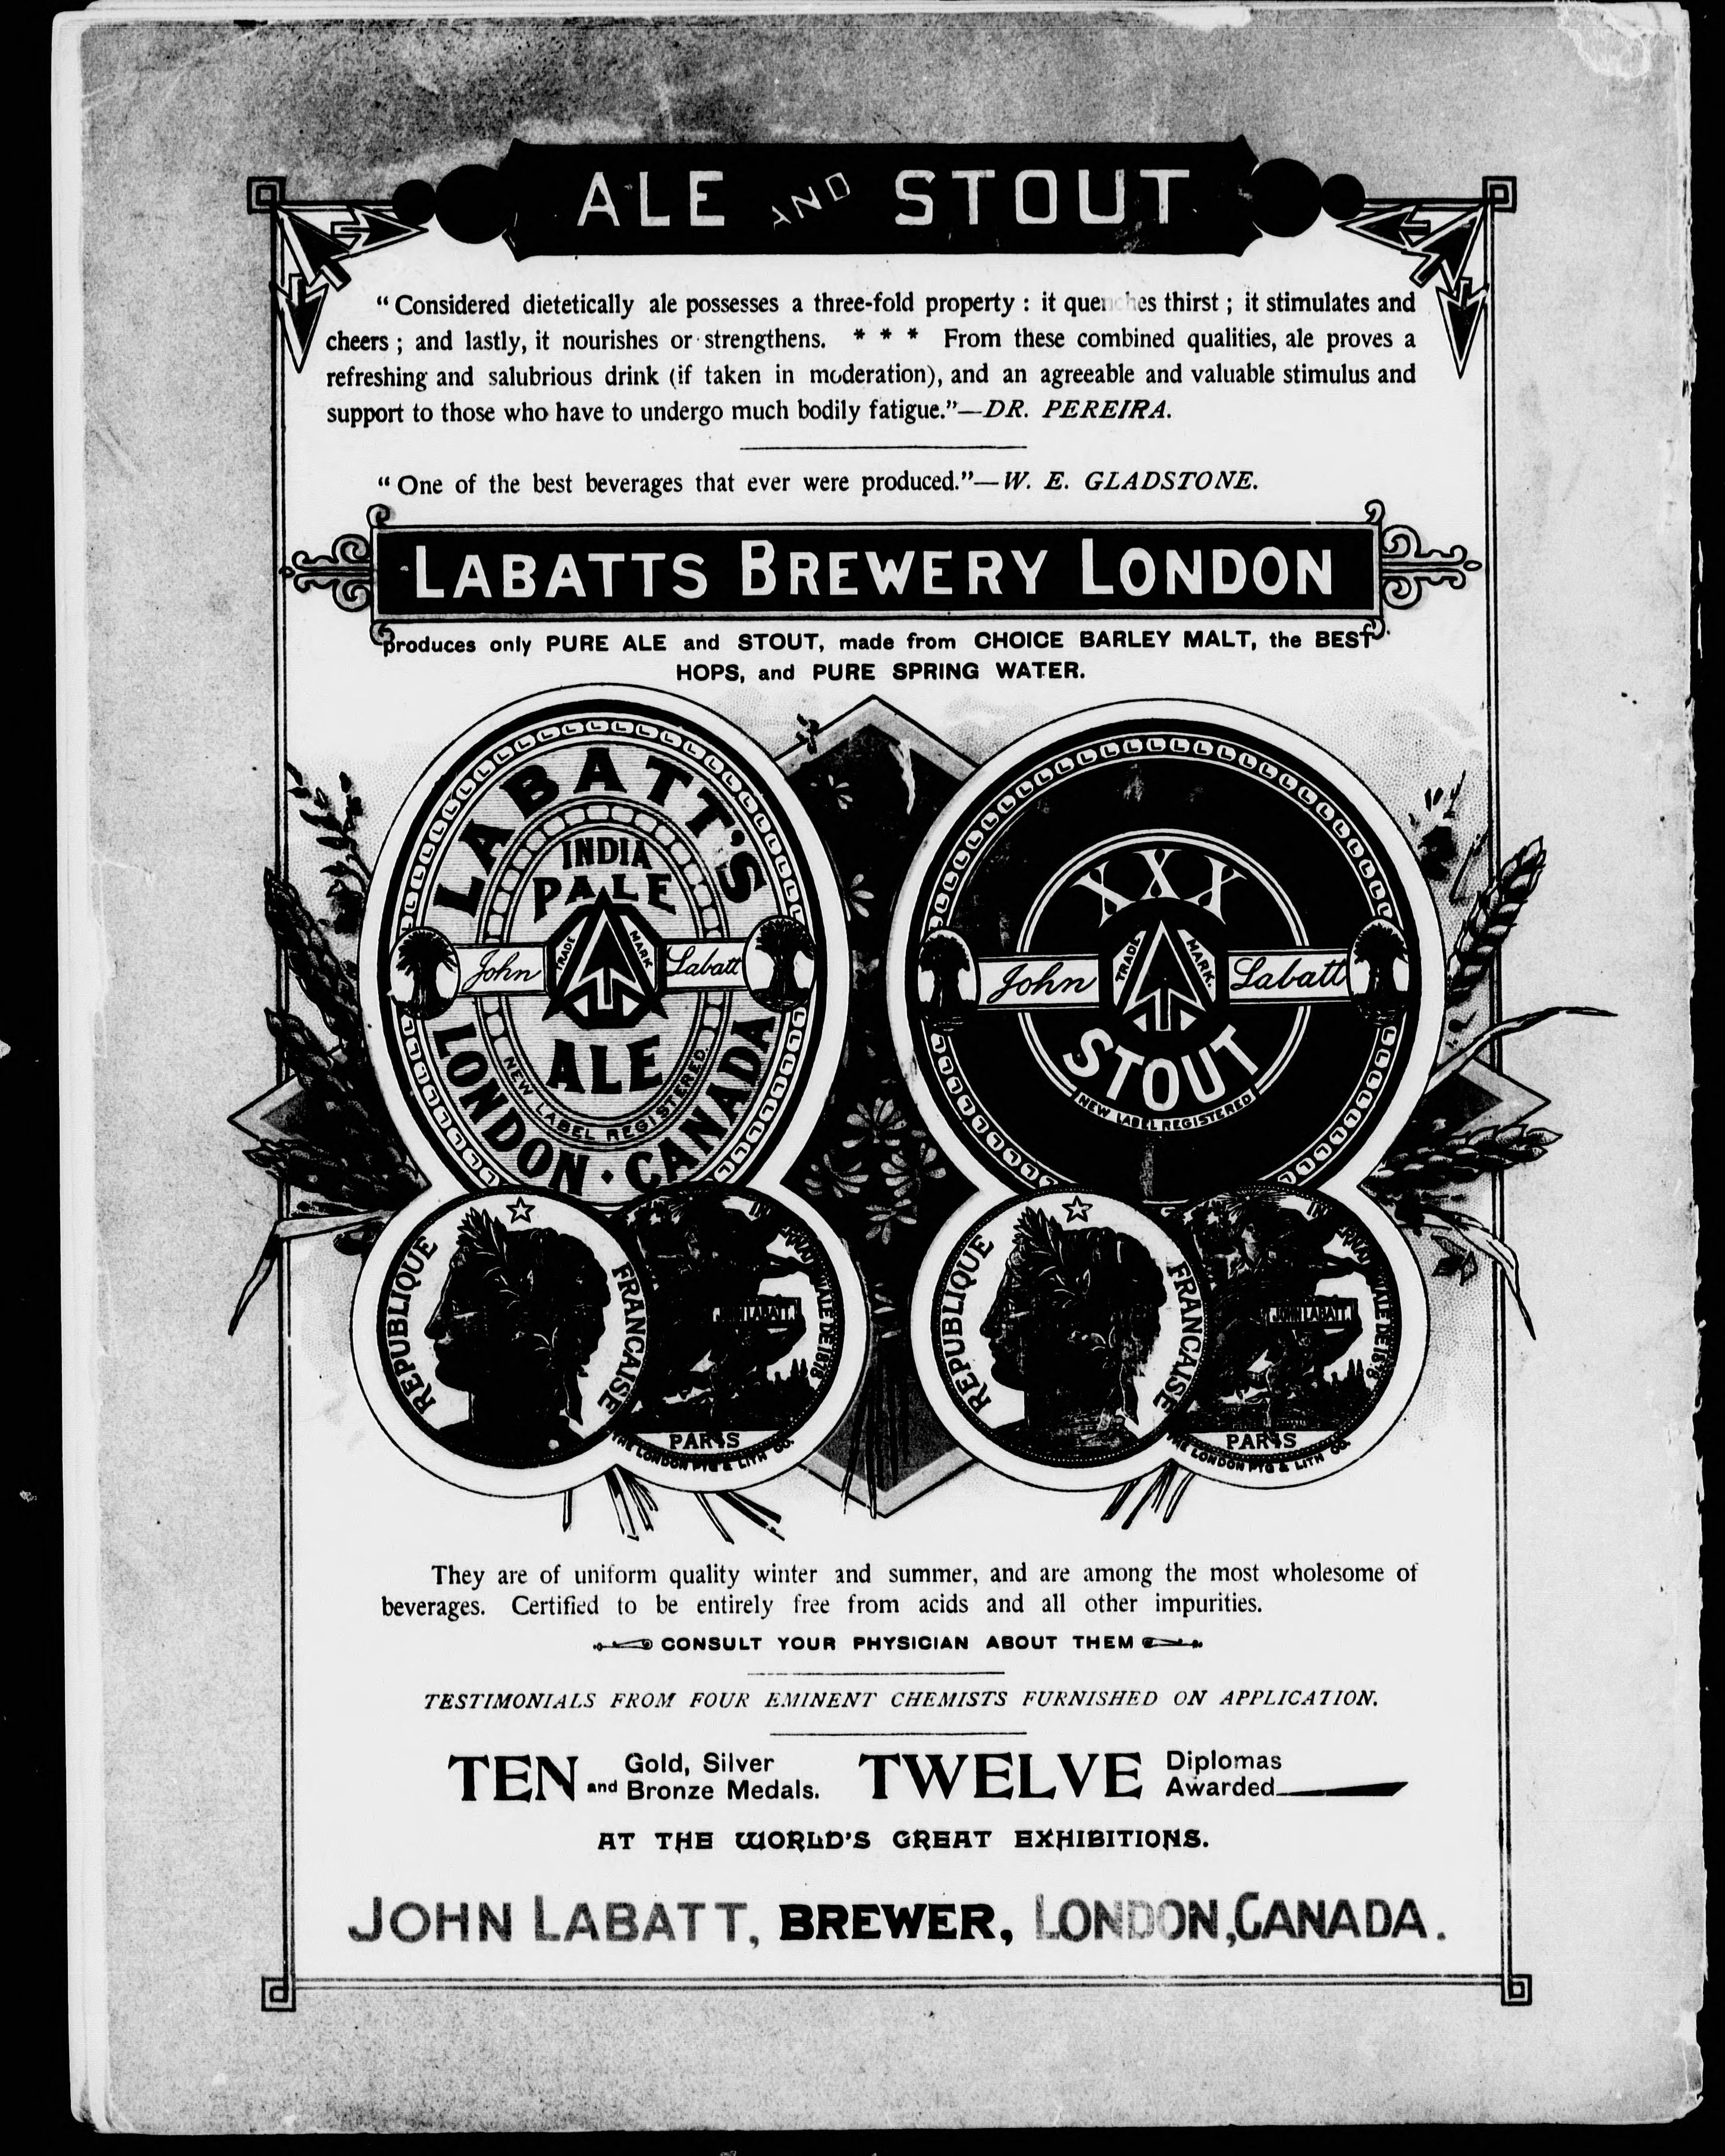 ALE AND STOUT
“Considered dietetically ale possesses a three-fold property : it quenches thirst ; it stimulates and
cheers ; and lastly, it nourishes or strengthens. * * * From these combined qualities, ale proves a
refreshing and salubrious drink (if taken in moderation), and an agreeable and valuable stimulus and
support to those who have to undergo much bodily fatigue.”—DR. PEREIRA.
“One of the best beverages that ever were produced.”—W. E. GLADSTONE.
LABATTS BREWERY LONDON
produces only PURE ALE and STOUT, made from CHOICE BARLEY MALT, the BEST
HOPS, and PURE SPRING WATER.
LABATT'S
INDIA
PALE
John TRADE MARK Labatt
ALE
NEW LABEL REGISTERED
LONDON · CANADA
XXX
John TRADE MARK. Labatt
STOUT
NEW LABEL REGISTERED
REPUBLIQUE FRANCAISE
JOHN LABATT
DE 1878
PARIS
THE LONDON PTG & LITH CO.
REPUBLIQUE FRANCAISE
JOHN LABATT
DE 1878
PARIS
THE LONDON PTG & LITH CO.
They are of uniform quality winter and summer, and are among the most wholesome of
beverages. Certified to be entirely free from acids and all other impurities.
CONSULT YOUR PHYSICIAN ABOUT THEM
TESTIMONIALS FROM FOUR EMINENT CHEMISTS FURNISHED ON APPLICATION.
TEN Gold, Silver and Bronze Medals. TWELVE Diplomas Awarded
AT THE WORLD'S GREAT EXHIBITIONS.
JOHN LABATT, BREWER, LONDON, CANADA.